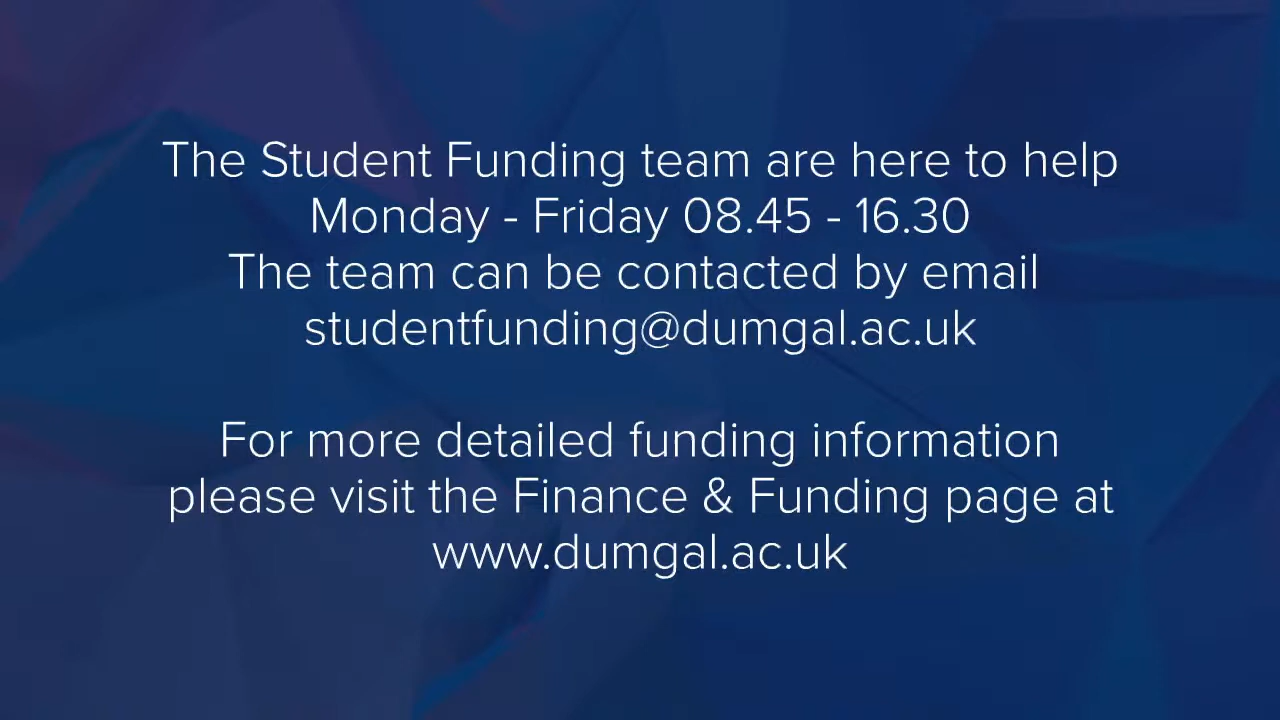 The Student Funding team are here to help
Monday - Friday 08.45 - 16.30
The team can be contacted by email
studentfunding@dumgal.ac.uk
For more detailed funding information
please visit the Finance & Funding page at
www.dumgal.ac.uk